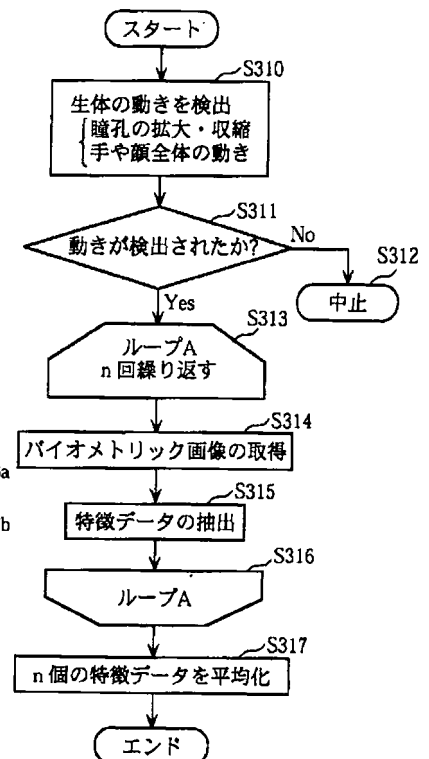 スタート
S310
生体の動きを検出
瞳孔の拡大・収縮
手や顔全体の動き
S311
動きが検出されたか?
No
S312
中止
Yes
S313
ループA
n回繰り返す
S314
バイオメトリック画像の取得
a
S315
b
特徴データの抽出
S316
ループA
S317
n個の特徴データを平均化
エンド